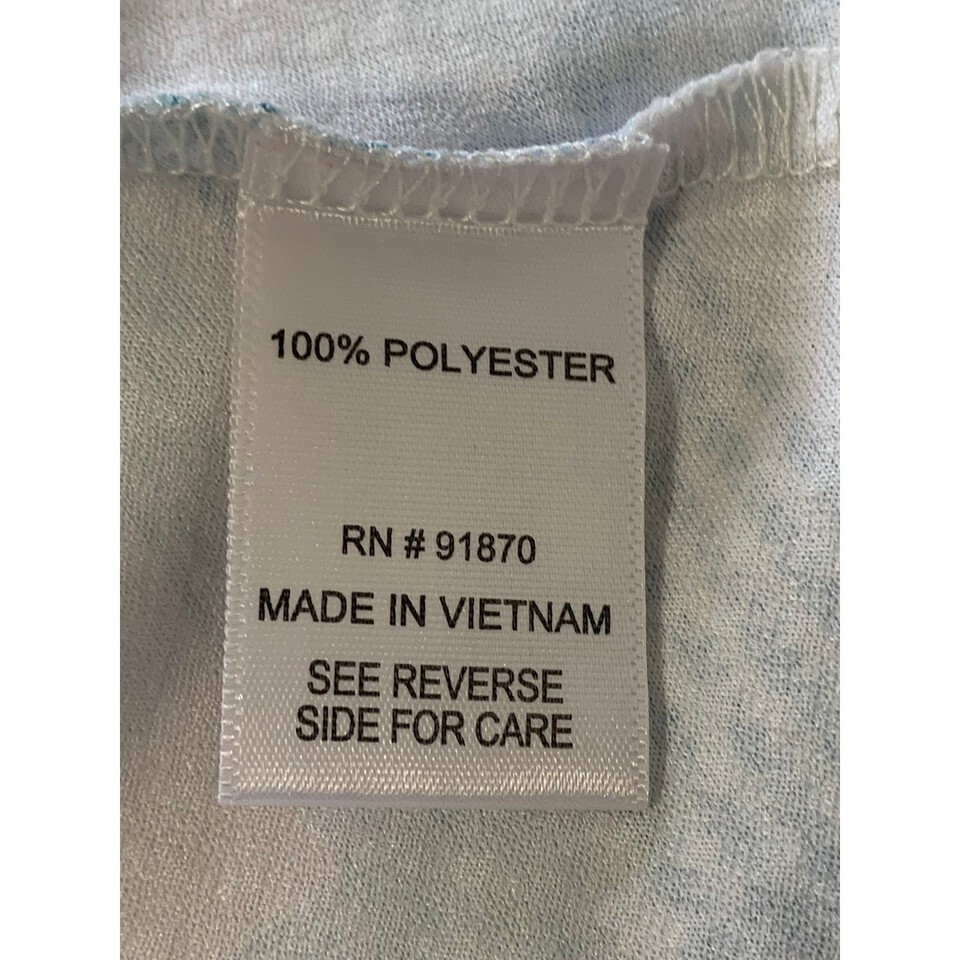 100% POLYESTER
RN # 91870
MADE IN VIETNAM
SEE REVERSE
SIDE FOR CARE